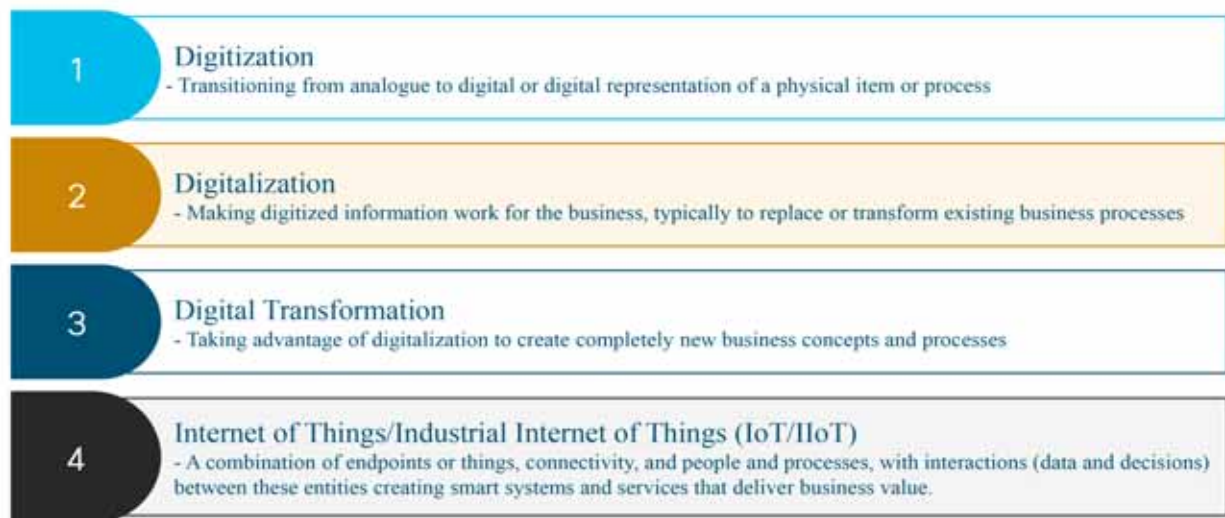 1
Digitization
- Transitioning from analogue to digital or digital representation of a physical item or process
2
Digitalization
- Making digitized information work for the business, typically to replace or transform existing business processes
3
Digital Transformation
- Taking advantage of digitalization to create completely new business concepts and processes
4
Internet of Things/Industrial Internet of Things (IoT/IIoT)
- A combination of endpoints or things, connectivity, and people and processes, with interactions (data and decisions)
between these entities creating smart systems and services that deliver business value.